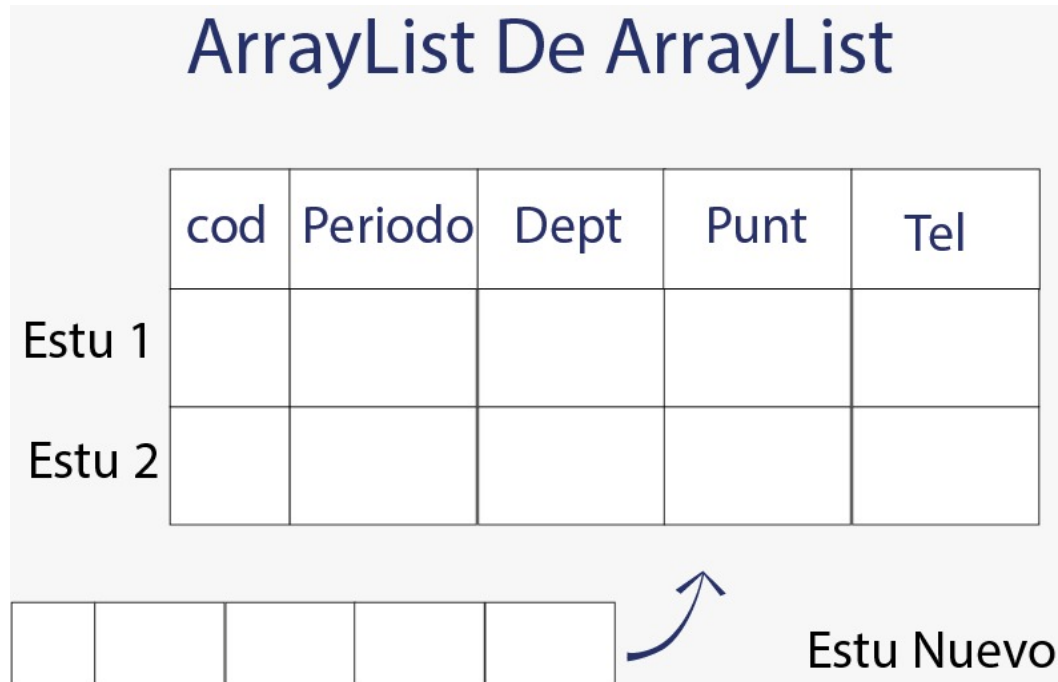 ArrayList De ArrayList
cod Periodo Dept Punt Tel
Estu 1
Estu 2
Estu Nuevo